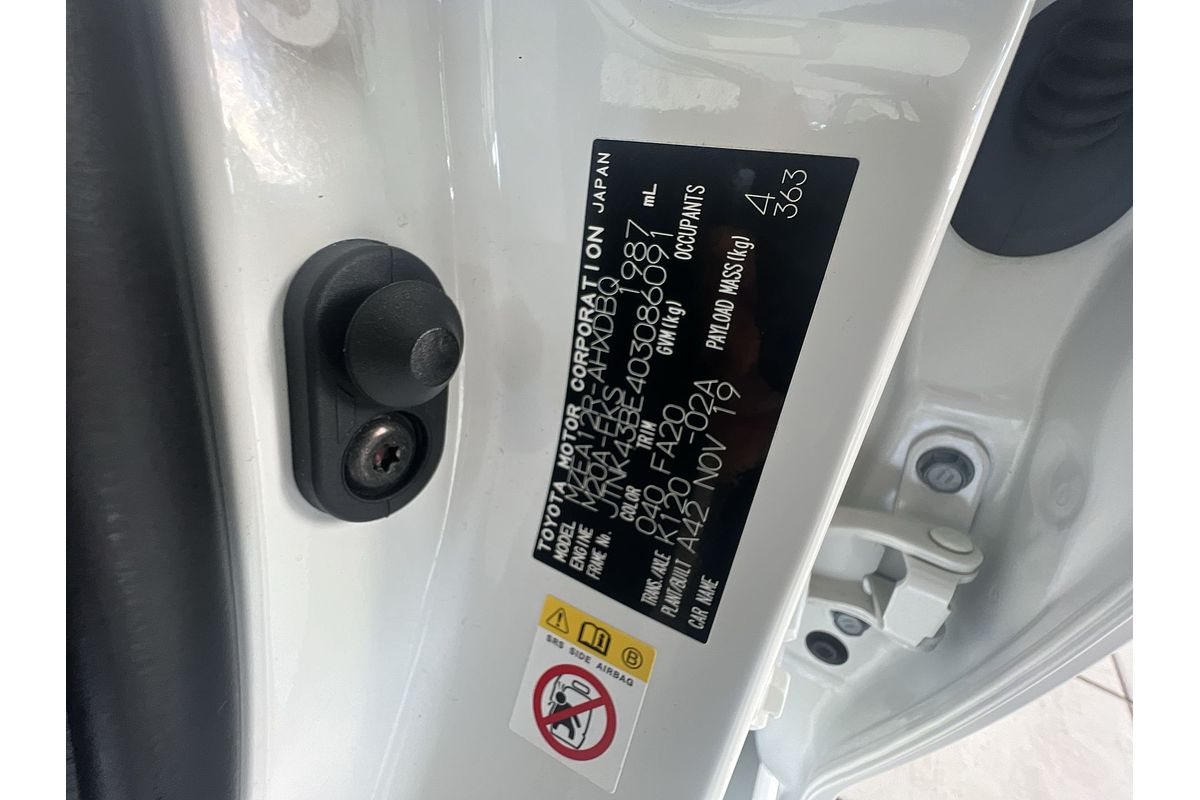 TOYOTA MOTOR CORPORATION JAPAN
MODEL MZEA12R-AHXDBQ
ENGINE M20A-FKS 1987 mL
FRAME No. JTNK43BE403086091
COLOR TRIM GVM(kg) OCCUPANTS
040 FA20 4
TRANS./AXLE K120 -02A PAYLOAD MASS(kg) 363
PLANT/BUILT A42 NOV 19
CAR NAME
SRS SIDE AIRBAG
B